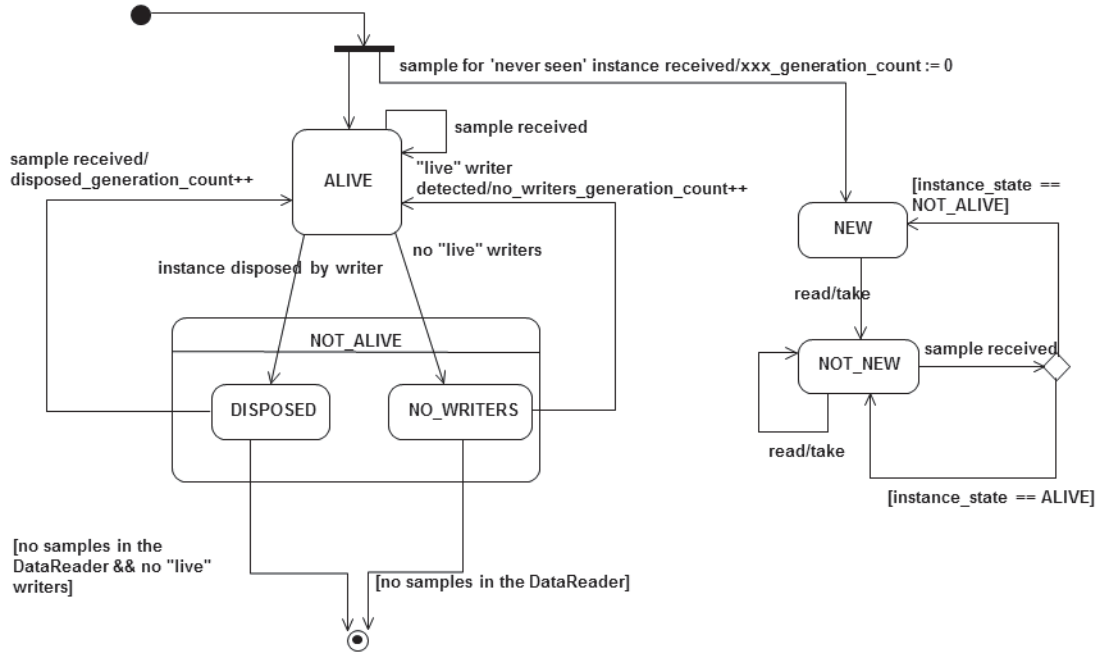 sample for 'never seen' instance received/xxx_generation_count := 0
sample received
sample received/
disposed_generation_count++
ALIVE
"live" writer
detected/no_writers_generation_count++
[instance_state ==
NOT_ALIVE]
NEW
no "live" writers
instance disposed by writer
read/take
NOT_ALIVE
sample received
NOT_NEW
DISPOSED
NO_WRITERS
read/take
[instance_state == ALIVE]
[no samples in the
DataReader && no "live"
writers]
[no samples in the DataReader]